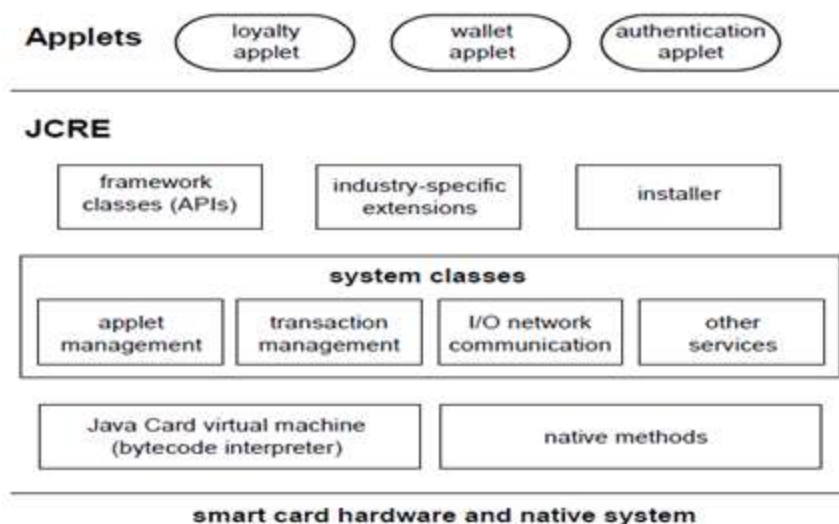 Applets
loyalty
applet
wallet
applet
authentication
applet
JCRE
framework
classes (APIs)
industry-specific
extensions
installer
system classes
applet
management
transaction
management
I/O network
communication
other
services
Java Card virtual machine
(bytecode interpreter)
native methods
smart card hardware and native system